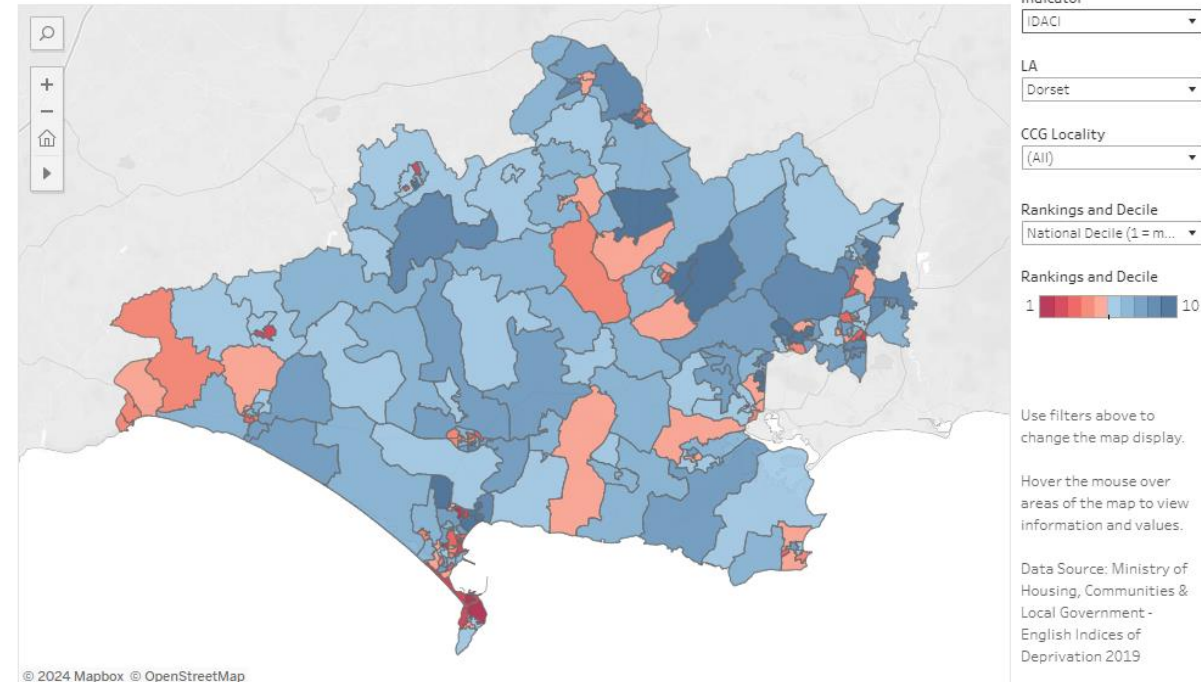 Indicator
IDACI
LA
Dorset
CCG Locality
(All)
Rankings and Decile
National Decile (1 = m...
Rankings and Decile
1
10
Use filters above to
change the map display.
Hover the mouse over
areas of the map to view
information and values.
Data Source: Ministry of
Housing, Communities &
Local Government -
English Indices of
Deprivation 2019
© 2024 Mapbox © OpenStreetMap